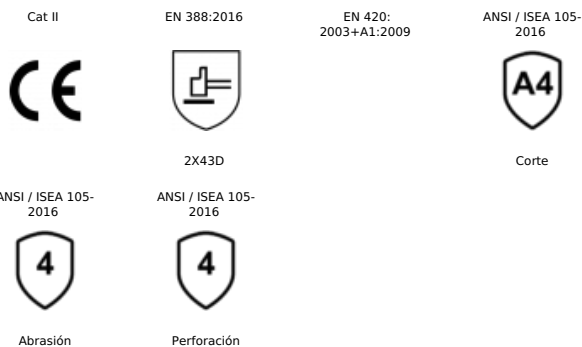 Cat II
EN 388:2016
EN 420:
2003+A1:2009
ANSI / ISEA 105-
2016
CE
A4
2X43D
Corte
ANSI / ISEA 105-
2016
ANSI / ISEA 105-
2016
4
4
Abrasión
Perforación